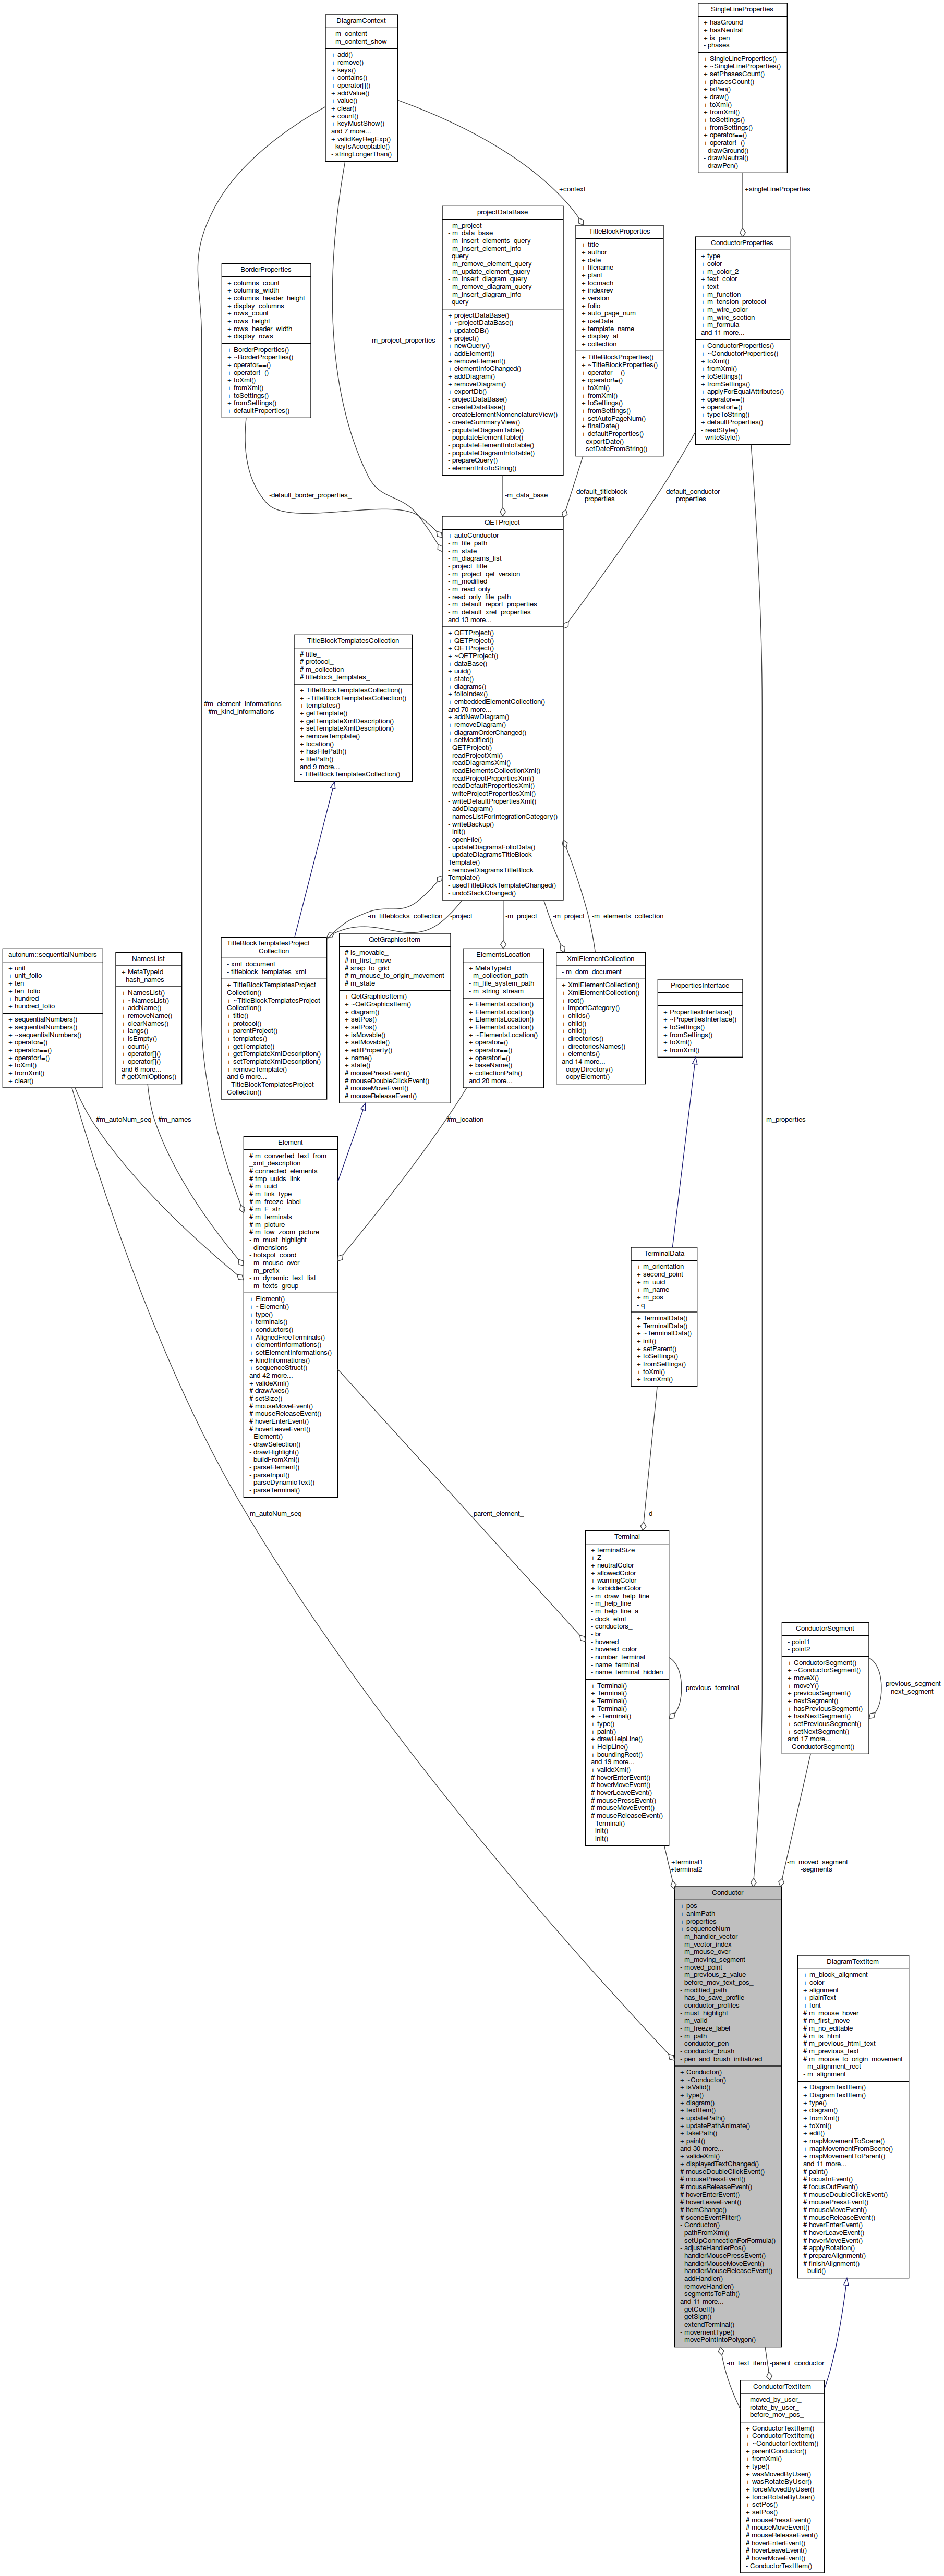 DiagramContext
- m_content
- m_content_show
+ add()
+ remove()
+ keys()
+ contains()
+ operator[]()
+ addValue()
+ value()
+ clear()
+ count()
+ keyMustShow()
and 7 more...
+ validKeyRegExp()
- keyIsAcceptable()
- stringLongerThan()
SingleLineProperties
+ hasGround
+ hasNeutral
+ is_pen
- phases
+ SingleLineProperties()
+ ~SingleLineProperties()
+ setPhasesCount()
+ phasesCount()
+ isPen()
+ draw()
+ toXml()
+ fromXml()
+ toSettings()
+ fromSettings()
+ operator==()
+ operator!=()
- drawGround()
- drawNeutral()
- drawPen()
+context
+singleLineProperties
projectDataBase
- m_project
- m_data_base
- m_insert_elements_query
- m_insert_element_info
_query
- m_remove_element_query
- m_update_element_query
- m_insert_diagram_query
- m_remove_diagram_query
- m_insert_diagram_info
_query
+ projectDataBase()
+ ~projectDataBase()
+ updateDB()
+ project()
+ newQuery()
+ addElement()
+ removeElement()
+ elementInfoChanged()
+ addDiagram()
+ removeDiagram()
+ exportDb()
- projectDataBase()
- createDataBase()
- createElementNomenclatureView()
- createSummaryView()
- populateDiagramTable()
- populateElementTable()
- populateElementInfoTable()
- populateDiagramInfoTable()
- prepareQuery()
- elementInfoToString()
TitleBlockProperties
+ title
+ author
+ date
+ filename
+ plant
+ locmach
+ indexrev
+ version
+ folio
+ auto_page_num
+ useDate
+ template_name
+ display_at
+ collection
+ TitleBlockProperties()
+ ~TitleBlockProperties()
+ operator==()
+ operator!=()
+ toXml()
+ fromXml()
+ toSettings()
+ fromSettings()
+ setAutoPageNum()
+ finalDate()
+ defaultProperties()
- exportDate()
- setDateFromString()
ConductorProperties
+ type
+ color
+ m_color_2
+ text_color
+ text
+ m_function
+ m_tension_protocol
+ m_wire_color
+ m_wire_section
+ m_formula
and 11 more...
+ ConductorProperties()
+ ~ConductorProperties()
+ toXml()
+ fromXml()
+ toSettings()
+ fromSettings()
+ applyForEqualAttributes()
+ operator==()
+ operator!=()
+ typeToString()
+ defaultProperties()
- readStyle()
- writeStyle()
BorderProperties
+ columns_count
+ columns_width
+ columns_header_height
+ display_columns
+ rows_count
+ rows_height
+ rows_header_width
+ display_rows
+ BorderProperties()
+ ~BorderProperties()
+ operator==()
+ operator!=()
+ toXml()
+ fromXml()
+ toSettings()
+ fromSettings()
+ defaultProperties()
-m_project_properties
-default_border_properties_
-m_data_base
-default_titleblock
_properties_
-default_conductor
_properties_
QETProject
+ autoConductor
- m_file_path
- m_state
- m_diagrams_list
- project_title_
- m_project_qet_version
- m_modified
- m_read_only
- read_only_file_path_
- m_default_report_properties
- m_default_xref_properties
and 13 more...
+ QETProject()
+ QETProject()
+ QETProject()
+ ~QETProject()
+ dataBase()
+ uuid()
+ state()
+ diagrams()
+ folioIndex()
+ embeddedElementCollection()
and 70 more...
+ addNewDiagram()
+ removeDiagram()
+ diagramOrderChanged()
+ setModified()
- QETProject()
- readProjectXml()
- readDiagramsXml()
- readElementsCollectionXml()
- readProjectPropertiesXml()
- readDefaultPropertiesXml()
- writeProjectPropertiesXml()
- writeDefaultPropertiesXml()
- addDiagram()
- namesListForIntegrationCategory()
- writeBackup()
- init()
- openFile()
- updateDiagramsFolioData()
- updateDiagramsTitleBlock
Template()
- removeDiagramsTitleBlock
Template()
- usedTitleBlockTemplateChanged()
- undoStackChanged()
TitleBlockTemplatesCollection
# title_
# protocol_
# m_collection
# titleblock_templates_
+ TitleBlockTemplatesCollection()
+ ~TitleBlockTemplatesCollection()
+ templates()
+ getTemplate()
+ getTemplateXmlDescription()
+ setTemplateXmlDescription()
+ removeTemplate()
+ location()
+ hasFilePath()
+ filePath()
and 9 more...
- TitleBlockTemplatesCollection()
#m_element_informations
#m_kind_informations
-m_titleblocks_collection
-project_
-m_project
-m_project
-m_elements_collection
autonum::sequentialNumbers
+ unit
+ unit_folio
+ ten
+ ten_folio
+ hundred
+ hundred_folio
+ sequentialNumbers()
+ sequentialNumbers()
+ ~sequentialNumbers()
+ operator=()
+ operator==()
+ operator!=()
+ toXml()
+ fromXml()
+ clear()
NamesList
+ MetaTypeId
- hash_names
+ NamesList()
+ ~NamesList()
+ addName()
+ removeName()
+ clearNames()
+ langs()
+ isEmpty()
+ count()
+ operator[]()
+ operator[]()
and 6 more...
# getXmlOptions()
TitleBlockTemplatesProject
Collection
- xml_document_
- titleblock_templates_xml_
+ TitleBlockTemplatesProject
Collection()
+ ~TitleBlockTemplatesProject
Collection()
+ title()
+ protocol()
+ parentProject()
+ templates()
+ getTemplate()
+ getTemplateXmlDescription()
+ setTemplateXmlDescription()
+ removeTemplate()
and 6 more...
- TitleBlockTemplatesProject
Collection()
QetGraphicsItem
# is_movable_
# m_first_move
# snap_to_grid_
# m_mouse_to_origin_movement
# m_state
+ QetGraphicsItem()
+ ~QetGraphicsItem()
+ diagram()
+ setPos()
+ setPos()
+ isMovable()
+ setMovable()
+ editProperty()
+ name()
+ state()
# mousePressEvent()
# mouseDoubleClickEvent()
# mouseMoveEvent()
# mouseReleaseEvent()
ElementsLocation
+ MetaTypeId
- m_collection_path
- m_file_system_path
- m_string_stream
+ ElementsLocation()
+ ElementsLocation()
+ ElementsLocation()
+ ElementsLocation()
+ ~ElementsLocation()
+ operator=()
+ operator==()
+ operator!=()
+ baseName()
+ collectionPath()
and 28 more...
XmlElementCollection
- m_dom_document
+ XmlElementCollection()
+ XmlElementCollection()
+ root()
+ importCategory()
+ childs()
+ child()
+ child()
+ directories()
+ directoriesNames()
+ elements()
and 14 more...
- copyDirectory()
- copyElement()
PropertiesInterface
+ PropertiesInterface()
+ ~PropertiesInterface()
+ toSettings()
+ fromSettings()
+ toXml()
+ fromXml()
#m_autoNum_seq
#m_names
#m_location
-m_properties
Element
# m_converted_text_from
_xml_description
# connected_elements
# tmp_uuids_link
# m_uuid
# m_link_type
# m_freeze_label
# m_F_str
# m_terminals
# m_picture
# m_low_zoom_picture
- m_must_highlight
- dimensions
- hotspot_coord
- m_mouse_over
- m_prefix
- m_dynamic_text_list
- m_texts_group
+ Element()
+ ~Element()
+ type()
+ terminals()
+ conductors()
+ AlignedFreeTerminals()
+ elementInformations()
+ setElementInformations()
+ kindInformations()
+ sequenceStruct()
and 42 more...
+ valideXml()
# drawAxes()
# setSize()
# mouseMoveEvent()
# mouseReleaseEvent()
# hoverEnterEvent()
# hoverLeaveEvent()
- Element()
- drawSelection()
- drawHighlight()
- buildFromXml()
- parseElement()
- parseInput()
- parseDynamicText()
- parseTerminal()
TerminalData
+ m_orientation
+ second_point
+ m_uuid
+ m_name
+ m_pos
- q
+ TerminalData()
+ TerminalData()
+ ~TerminalData()
+ init()
+ setParent()
+ toSettings()
+ fromSettings()
+ toXml()
+ fromXml()
-m_autoNum_seq
-parent_element_
-d
Terminal
+ terminalSize
+ Z
+ neutralColor
+ allowedColor
+ warningColor
+ forbiddenColor
- m_draw_help_line
- m_help_line
- m_help_line_a
- dock_elmt_
- conductors_
- br_
- hovered_
- hovered_color_
- number_terminal_
- name_terminal_
- name_terminal_hidden
+ Terminal()
+ Terminal()
+ Terminal()
+ Terminal()
+ ~Terminal()
+ type()
+ paint()
+ drawHelpLine()
+ HelpLine()
+ boundingRect()
and 19 more...
+ valideXml()
# hoverEnterEvent()
# hoverMoveEvent()
# hoverLeaveEvent()
# mousePressEvent()
# mouseMoveEvent()
# mouseReleaseEvent()
- Terminal()
- init()
- init()
-previous_terminal_
ConductorSegment
- point1
- point2
+ ConductorSegment()
+ ~ConductorSegment()
+ moveX()
+ moveY()
+ previousSegment()
+ nextSegment()
+ hasPreviousSegment()
+ hasNextSegment()
+ setPreviousSegment()
+ setNextSegment()
and 17 more...
- ConductorSegment()
-previous_segment
-next_segment
+terminal1
+terminal2
-m_moved_segment
-segments
Conductor
+ pos
+ animPath
+ properties
+ sequenceNum
- m_handler_vector
- m_vector_index
- m_mouse_over
- m_moving_segment
- moved_point
- m_previous_z_value
- before_mov_text_pos_
- modified_path
- has_to_save_profile
- conductor_profiles
- must_highlight_
- m_valid
- m_freeze_label
- m_path
- conductor_pen
- conductor_brush
- pen_and_brush_initialized
+ Conductor()
+ ~Conductor()
+ isValid()
+ type()
+ diagram()
+ textItem()
+ updatePath()
+ updatePathAnimate()
+ fakePath()
+ paint()
and 30 more...
+ valideXml()
+ displayedTextChanged()
# mouseDoubleClickEvent()
# mousePressEvent()
# mouseReleaseEvent()
# hoverEnterEvent()
# hoverLeaveEvent()
# itemChange()
# sceneEventFilter()
- Conductor()
- pathFromXml()
- setUpConnectionForFormula()
- adjusteHandlerPos()
- handlerMousePressEvent()
- handlerMouseMoveEvent()
- handlerMouseReleaseEvent()
- addHandler()
- removeHandler()
- segmentsToPath()
and 11 more...
- getCoeff()
- getSign()
- extendTerminal()
- movementType()
- movePointIntoPolygon()
DiagramTextItem
+ m_block_alignment
+ color
+ alignment
+ plainText
+ font
# m_mouse_hover
# m_first_move
# m_no_editable
# m_is_html
# m_previous_html_text
# m_previous_text
# m_mouse_to_origin_movement
- m_alignment_rect
- m_alignment
+ DiagramTextItem()
+ DiagramTextItem()
+ type()
+ diagram()
+ fromXml()
+ toXml()
+ edit()
+ mapMovementToScene()
+ mapMovementFromScene()
+ mapMovementToParent()
and 11 more...
# paint()
# focusInEvent()
# focusOutEvent()
# mouseDoubleClickEvent()
# mousePressEvent()
# mouseMoveEvent()
# mouseReleaseEvent()
# hoverEnterEvent()
# hoverLeaveEvent()
# hoverMoveEvent()
# applyRotation()
# prepareAlignment()
# finishAlignment()
- build()
-m_text_item
-parent_conductor_
ConductorTextItem
- moved_by_user_
- rotate_by_user_
- before_mov_pos_
+ ConductorTextItem()
+ ConductorTextItem()
+ ~ConductorTextItem()
+ parentConductor()
+ fromXml()
+ type()
+ wasMovedByUser()
+ wasRotateByUser()
+ forceMovedByUser()
+ forceRotateByUser()
+ setPos()
+ setPos()
# mousePressEvent()
# mouseMoveEvent()
# mouseReleaseEvent()
# hoverEnterEvent()
# hoverLeaveEvent()
# hoverMoveEvent()
- ConductorTextItem()